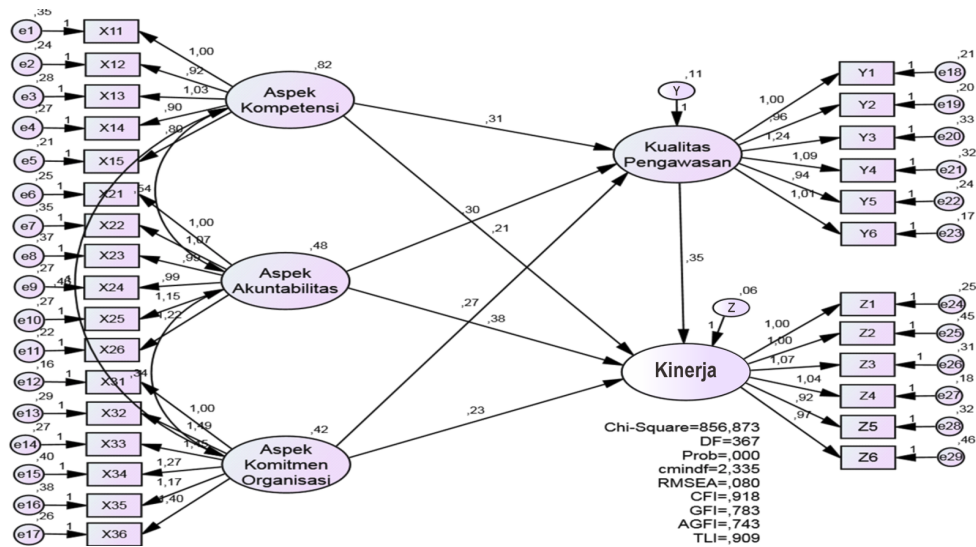 ,35
e1
1
X11
,24
e2
1
X12
,28
e3
1
X13
,27
e4
1
X14
,21
e5
1
X15
,25
e6
1
X21
,35
e7
1
X22
,37
e8
1
X23
,27
e9
X24
,27
e10
1
X25
,22
e11
1
X26
,16
e12
1
X31
,29
e13
1
X32
,27
e14
1
X33
,40
e15
1
X34
,38
e16
1
X35
,26
e17
1
X36
1,00
,92
1,03
,90
,80
,82
Aspek
Kompetensi
,54
1,00
1,07
,99
,99
1,15
1,22
,48
Aspek
Akuntabilitas
,34
1,00
1,49
1,45
1,27
1,17
1,40
,42
Aspek
Komitmen
Organisasi
,31
,30
,21
,27
,38
,23
,35
,11
Y
1
Kualitas
Pengawasan
,06
Z
1
Kinerja
1,00
,96
1,24
1,09
,94
1,01
Y1
1
,21
e18
Y2
1
,20
e19
Y3
1
,33
e20
Y4
1
,32
e21
Y5
1
,24
e22
Y6
1
,17
e23
1,00
1,00
1,07
1,04
,92
,97
Z1
1
,25
e24
Z2
1
,45
e25
Z3
1
,31
e26
Z4
1
,18
e27
Z5
1
,32
e28
Z6
1
,46
e29
Chi-Square=856,873
DF=367
Prob=,000
cmindf=2,335
RMSEA=,080
CFI=,918
GFI=,783
AGFI=,743
TLI=,909